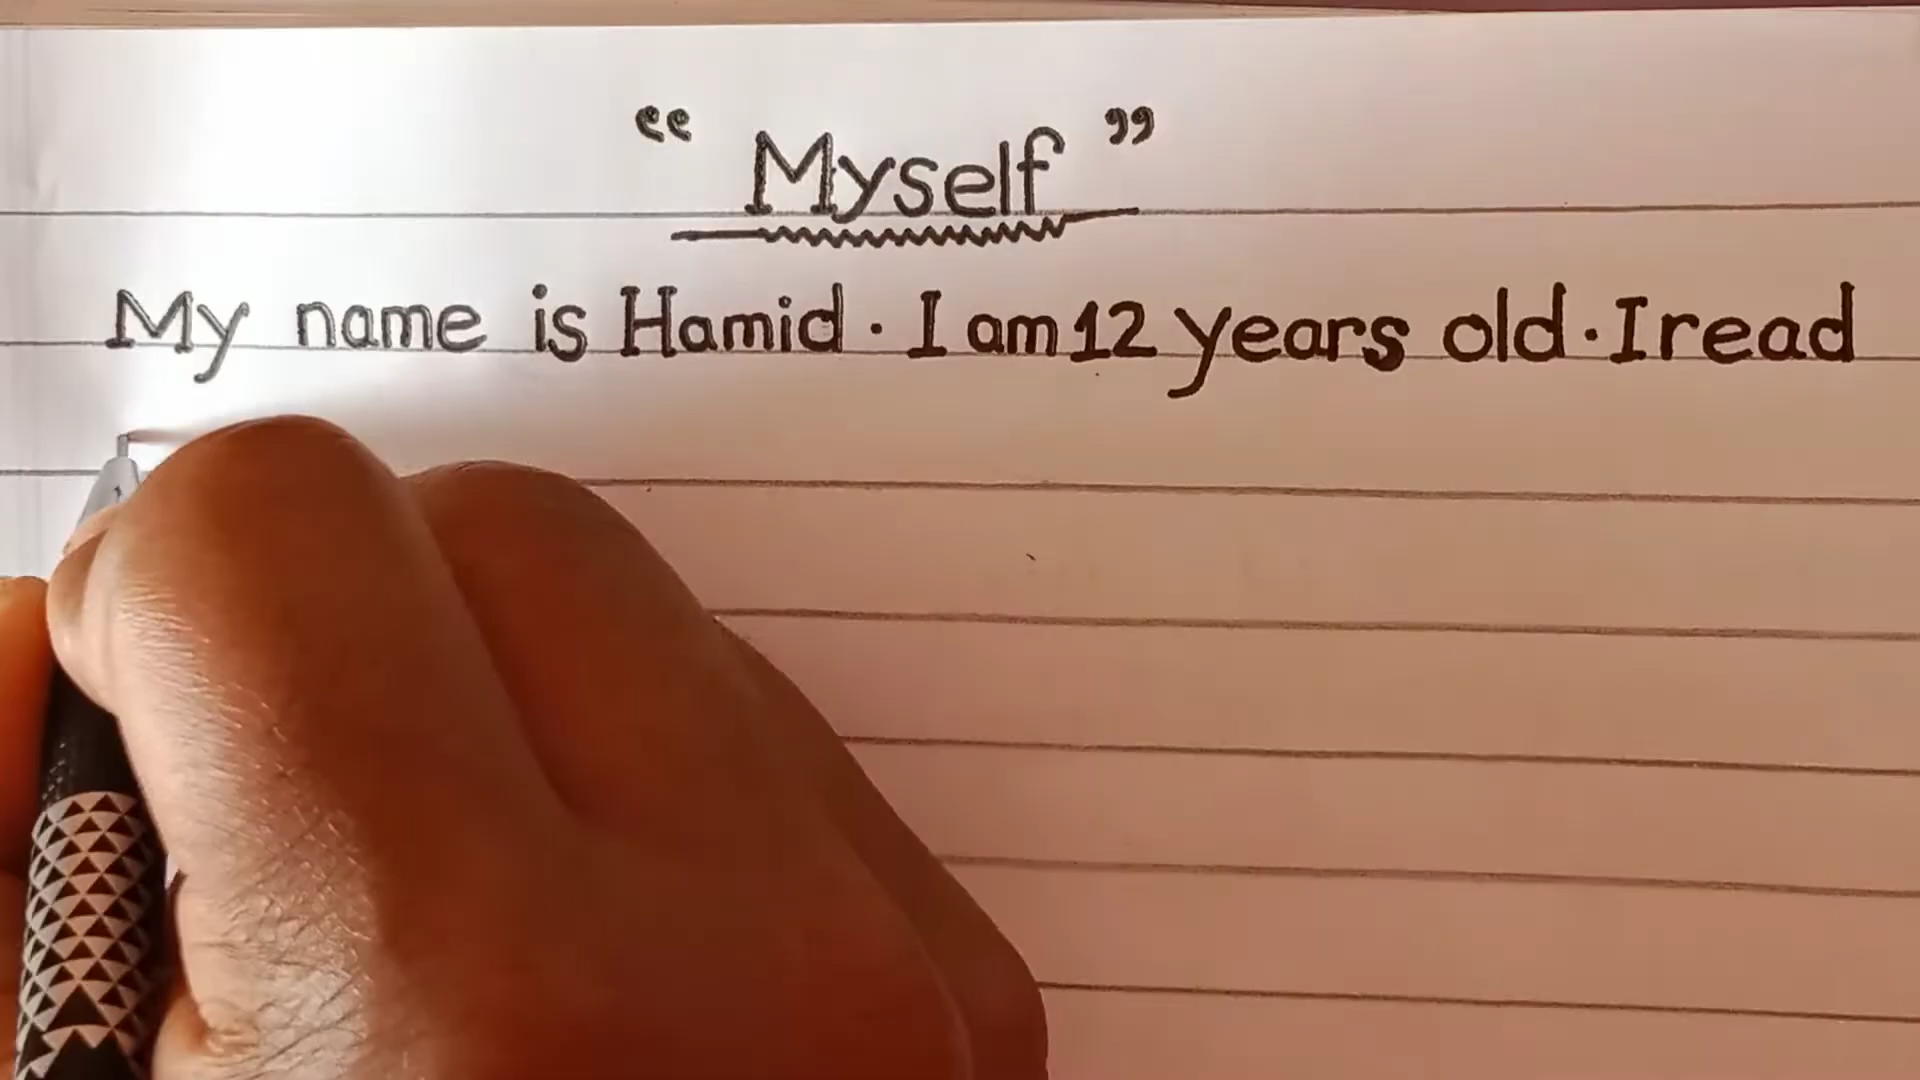 “ Myself ”
My name is Hamid. I am 12 years old. I read